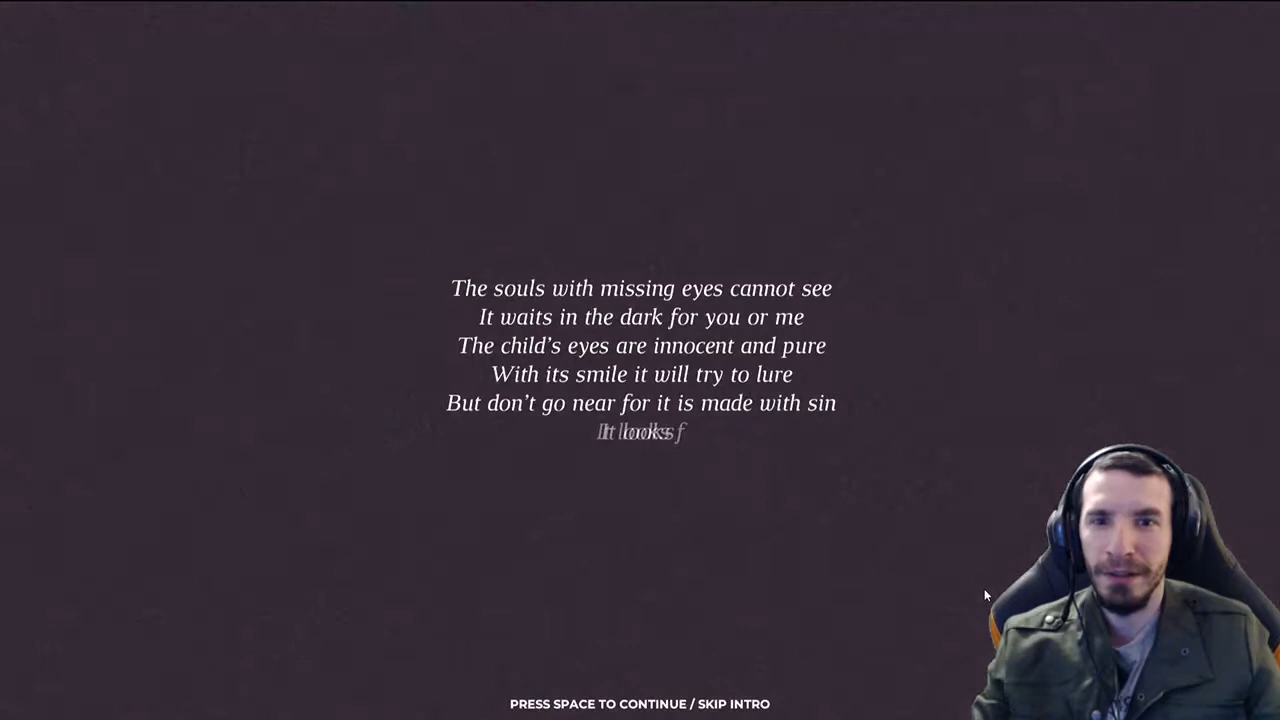 The souls with missing eyes cannot see
It waits in the dark for you or me
The child's eyes are innocent and pure
With its smile it will try to lure
But don't go near for it is made with sin
It looks f
PRESS SPACE TO CONTINUE / SKIP INTRO